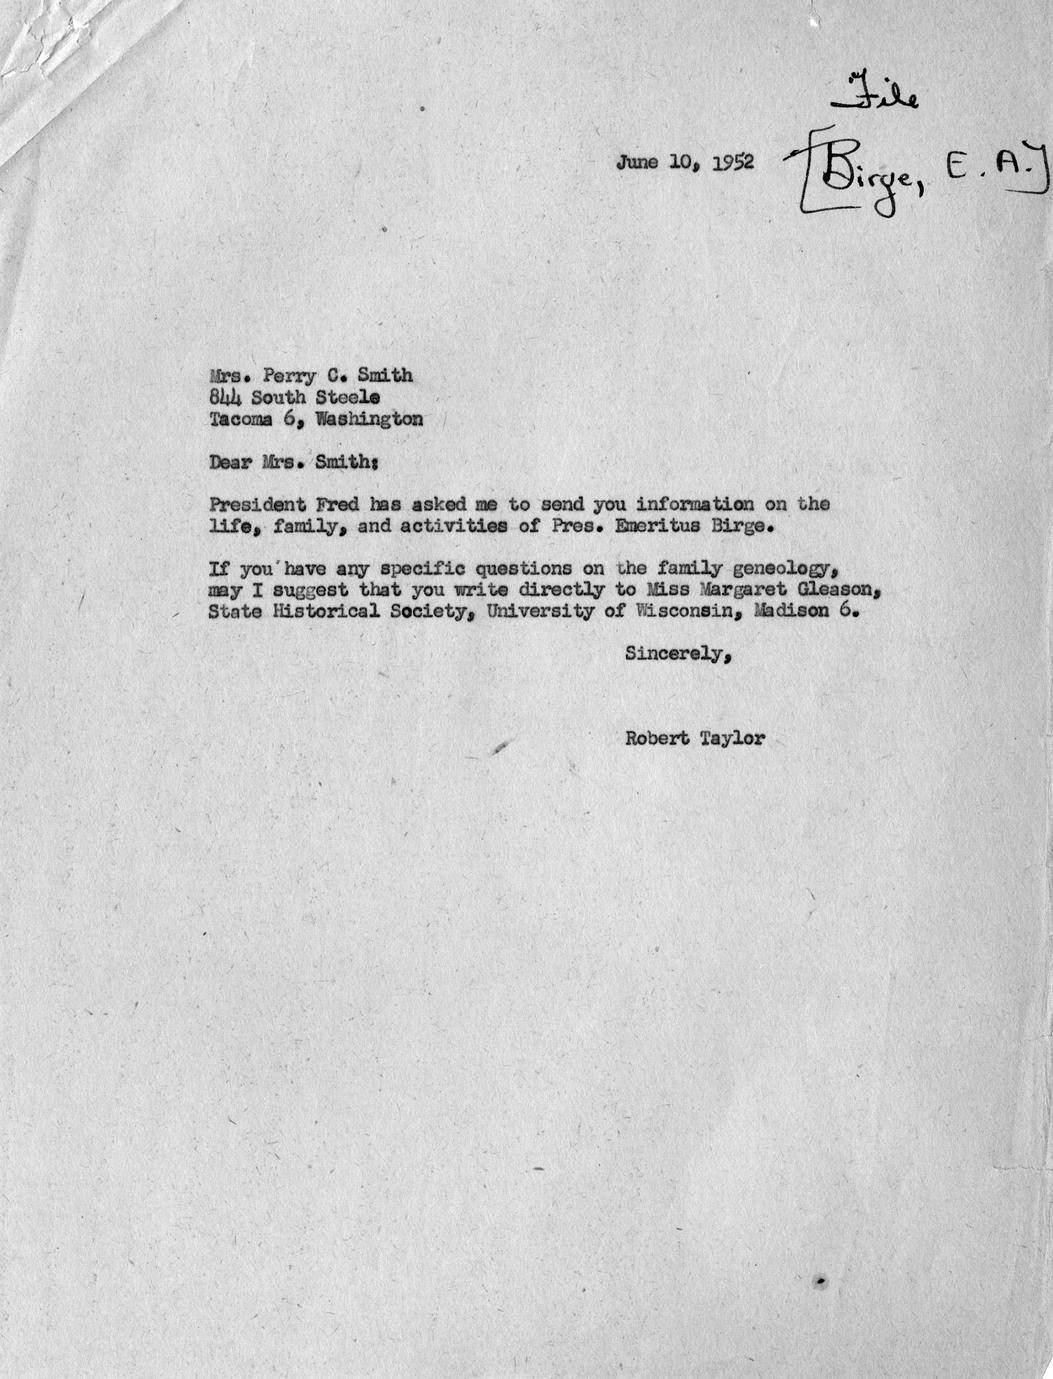 File
June 10, 1952 [Birge, E. A.]
Mrs. Perry C. Smith
844 South Steele
Tacoma 6, Washington
Dear Mrs. Smith:
President Fred has asked me to send you information on the
life, family, and activities of Pres. Emeritus Birge.
If you have any specific questions on the family geneology,
may I suggest that you write directly to Miss Margaret Gleason,
State Historical Society, University of Wisconsin, Madison 6.
Sincerely,
Robert Taylor